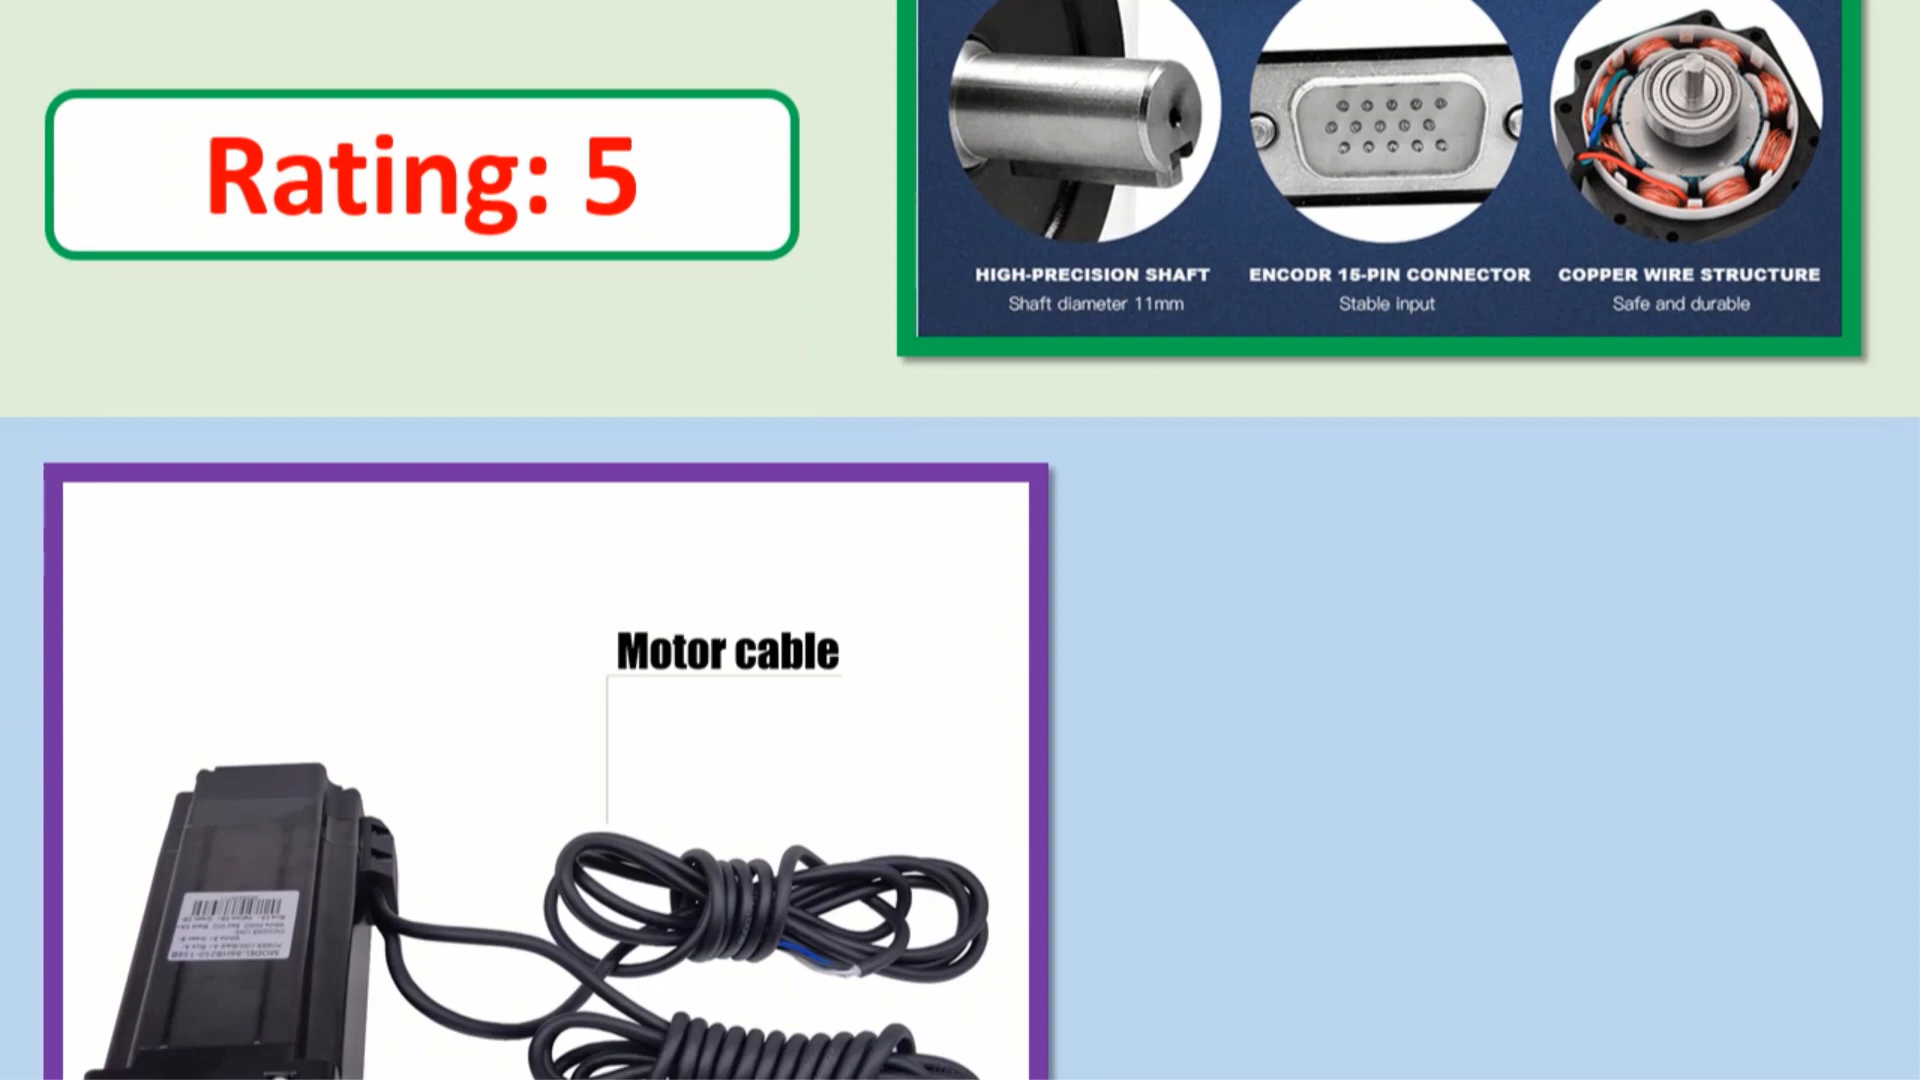 Rating: 5
HIGH-PRECISION SHAFT
Shaft diameter 11mm
ENCODR 15-PIN CONNECTOR
Stable input
COPPER WIRE STRUCTURE
Safe and durable
Motor cable